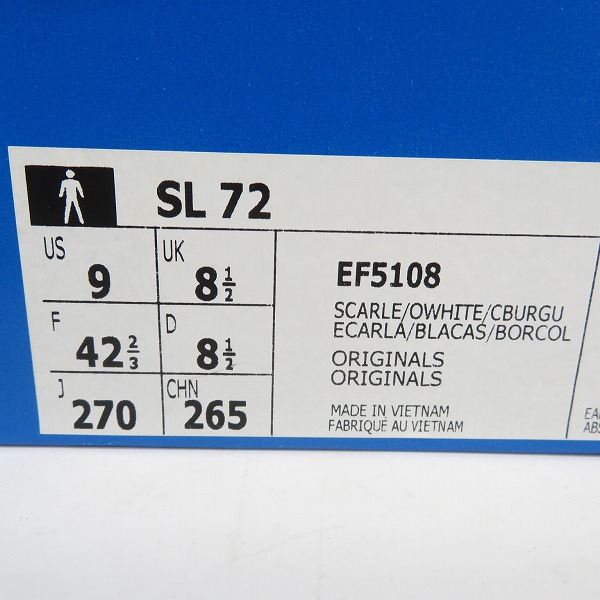 SL 72
US 9 UK 8 1/2
F 42 2/3 D 8 1/2
J 270 CHN 265
EF5108
SCARLE/OWHITE/CBURGU
ECARLA/BLACAS/BORCOL
ORIGINALS
ORIGINALS
MADE IN VIETNAM
FABRIQUÉ AU VIETNAM